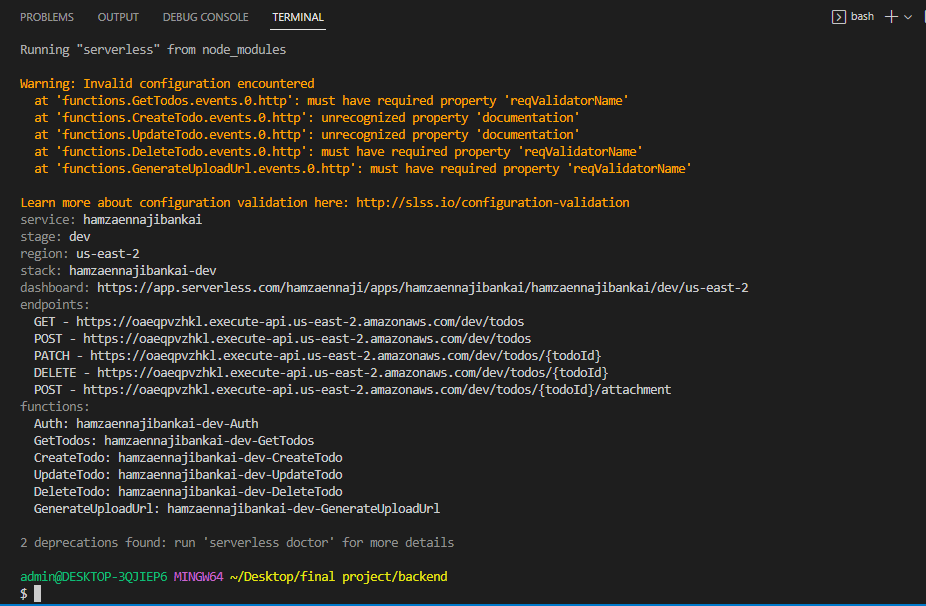 PROBLEMS OUTPUT DEBUG CONSOLE TERMINAL bash
Running "serverless" from node_modules
Warning: Invalid configuration encountered
at 'functions.GetTodos.events.0.http': must have required property 'reqValidatorName'
at 'functions.CreateTodo.events.0.http': unrecognized property 'documentation'
at 'functions.UpdateTodo.events.0.http': unrecognized property 'documentation'
at 'functions.DeleteTodo.events.0.http': must have required property 'reqValidatorName'
at 'functions.GenerateUploadUrl.events.0.http': must have required property 'reqValidatorName'
Learn more about configuration validation here: http://slss.io/configuration-validation
service: hamzaennajibankai
stage: dev
region: us-east-2
stack: hamzaennajibankai-dev
dashboard: https://app.serverless.com/hamzaennaji/apps/hamzaennajibankai/hamzaennajibankai/dev/us-east-2
endpoints:
GET - https://oaeqpvzhkl.execute-api.us-east-2.amazonaws.com/dev/todos
POST - https://oaeqpvzhkl.execute-api.us-east-2.amazonaws.com/dev/todos
PATCH - https://oaeqpvzhkl.execute-api.us-east-2.amazonaws.com/dev/todos/{todoId}
DELETE - https://oaeqpvzhkl.execute-api.us-east-2.amazonaws.com/dev/todos/{todoId}
POST - https://oaeqpvzhkl.execute-api.us-east-2.amazonaws.com/dev/todos/{todoId}/attachment
functions:
Auth: hamzaennajibankai-dev-Auth
GetTodos: hamzaennajibankai-dev-GetTodos
CreateTodo: hamzaennajibankai-dev-CreateTodo
UpdateTodo: hamzaennajibankai-dev-UpdateTodo
DeleteTodo: hamzaennajibankai-dev-DeleteTodo
GenerateUploadUrl: hamzaennajibankai-dev-GenerateUploadUrl
2 deprecations found: run 'serverless doctor' for more details
admin@DESKTOP-3QJIEP6 MINGW64 ~/Desktop/final project/backend
$